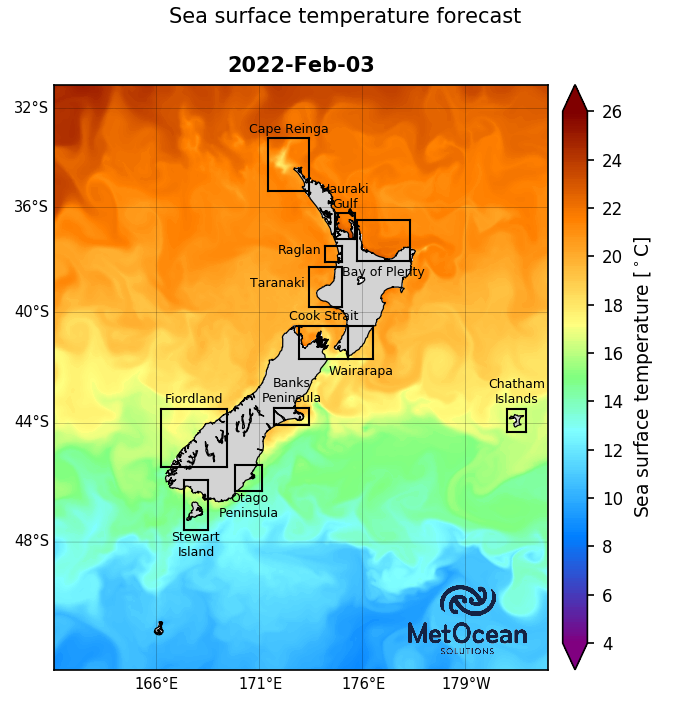 Sea surface temperature forecast
2022-Feb-03
32°S
36°S
40°S
44°S
48°S
166°E
171°E
176°E
179°W
Cape Reinga
Hauraki
Gulf
Raglan
Bay of Plenty
Taranaki
Cook Strait
Wairarapa
Banks
Peninsula
Fiordland
Chatham
Islands
Otago
Peninsula
Stewart
Island
MetOcean
SOLUTIONS
26
24
22
20
18
16
14
12
10
8
6
4
Sea surface temperature [°C]